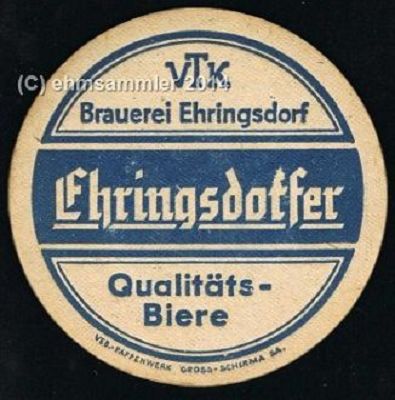 VTK
(C) ehmsammler 2014
Brauerei Ehringsdorf
Ehringsdorfer
Qualitäts-
Biere
VEB.-PAPPENWERK GROSS-SCHIRMA SA.